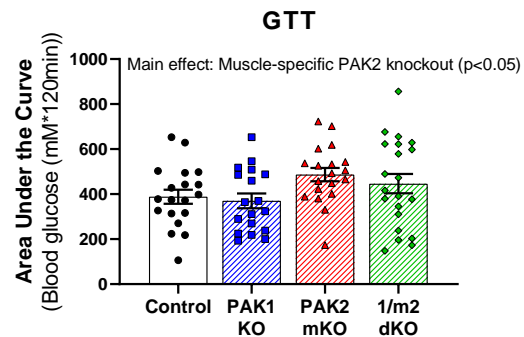 GTT
Main effect: Muscle-specific PAK2 knockout (p<0.05)
Area Under the Curve
(Blood glucose (mM*120min))
1000
800
600
400
200
0
Control
PAK1
KO
PAK2
mKO
1/m2
dKO